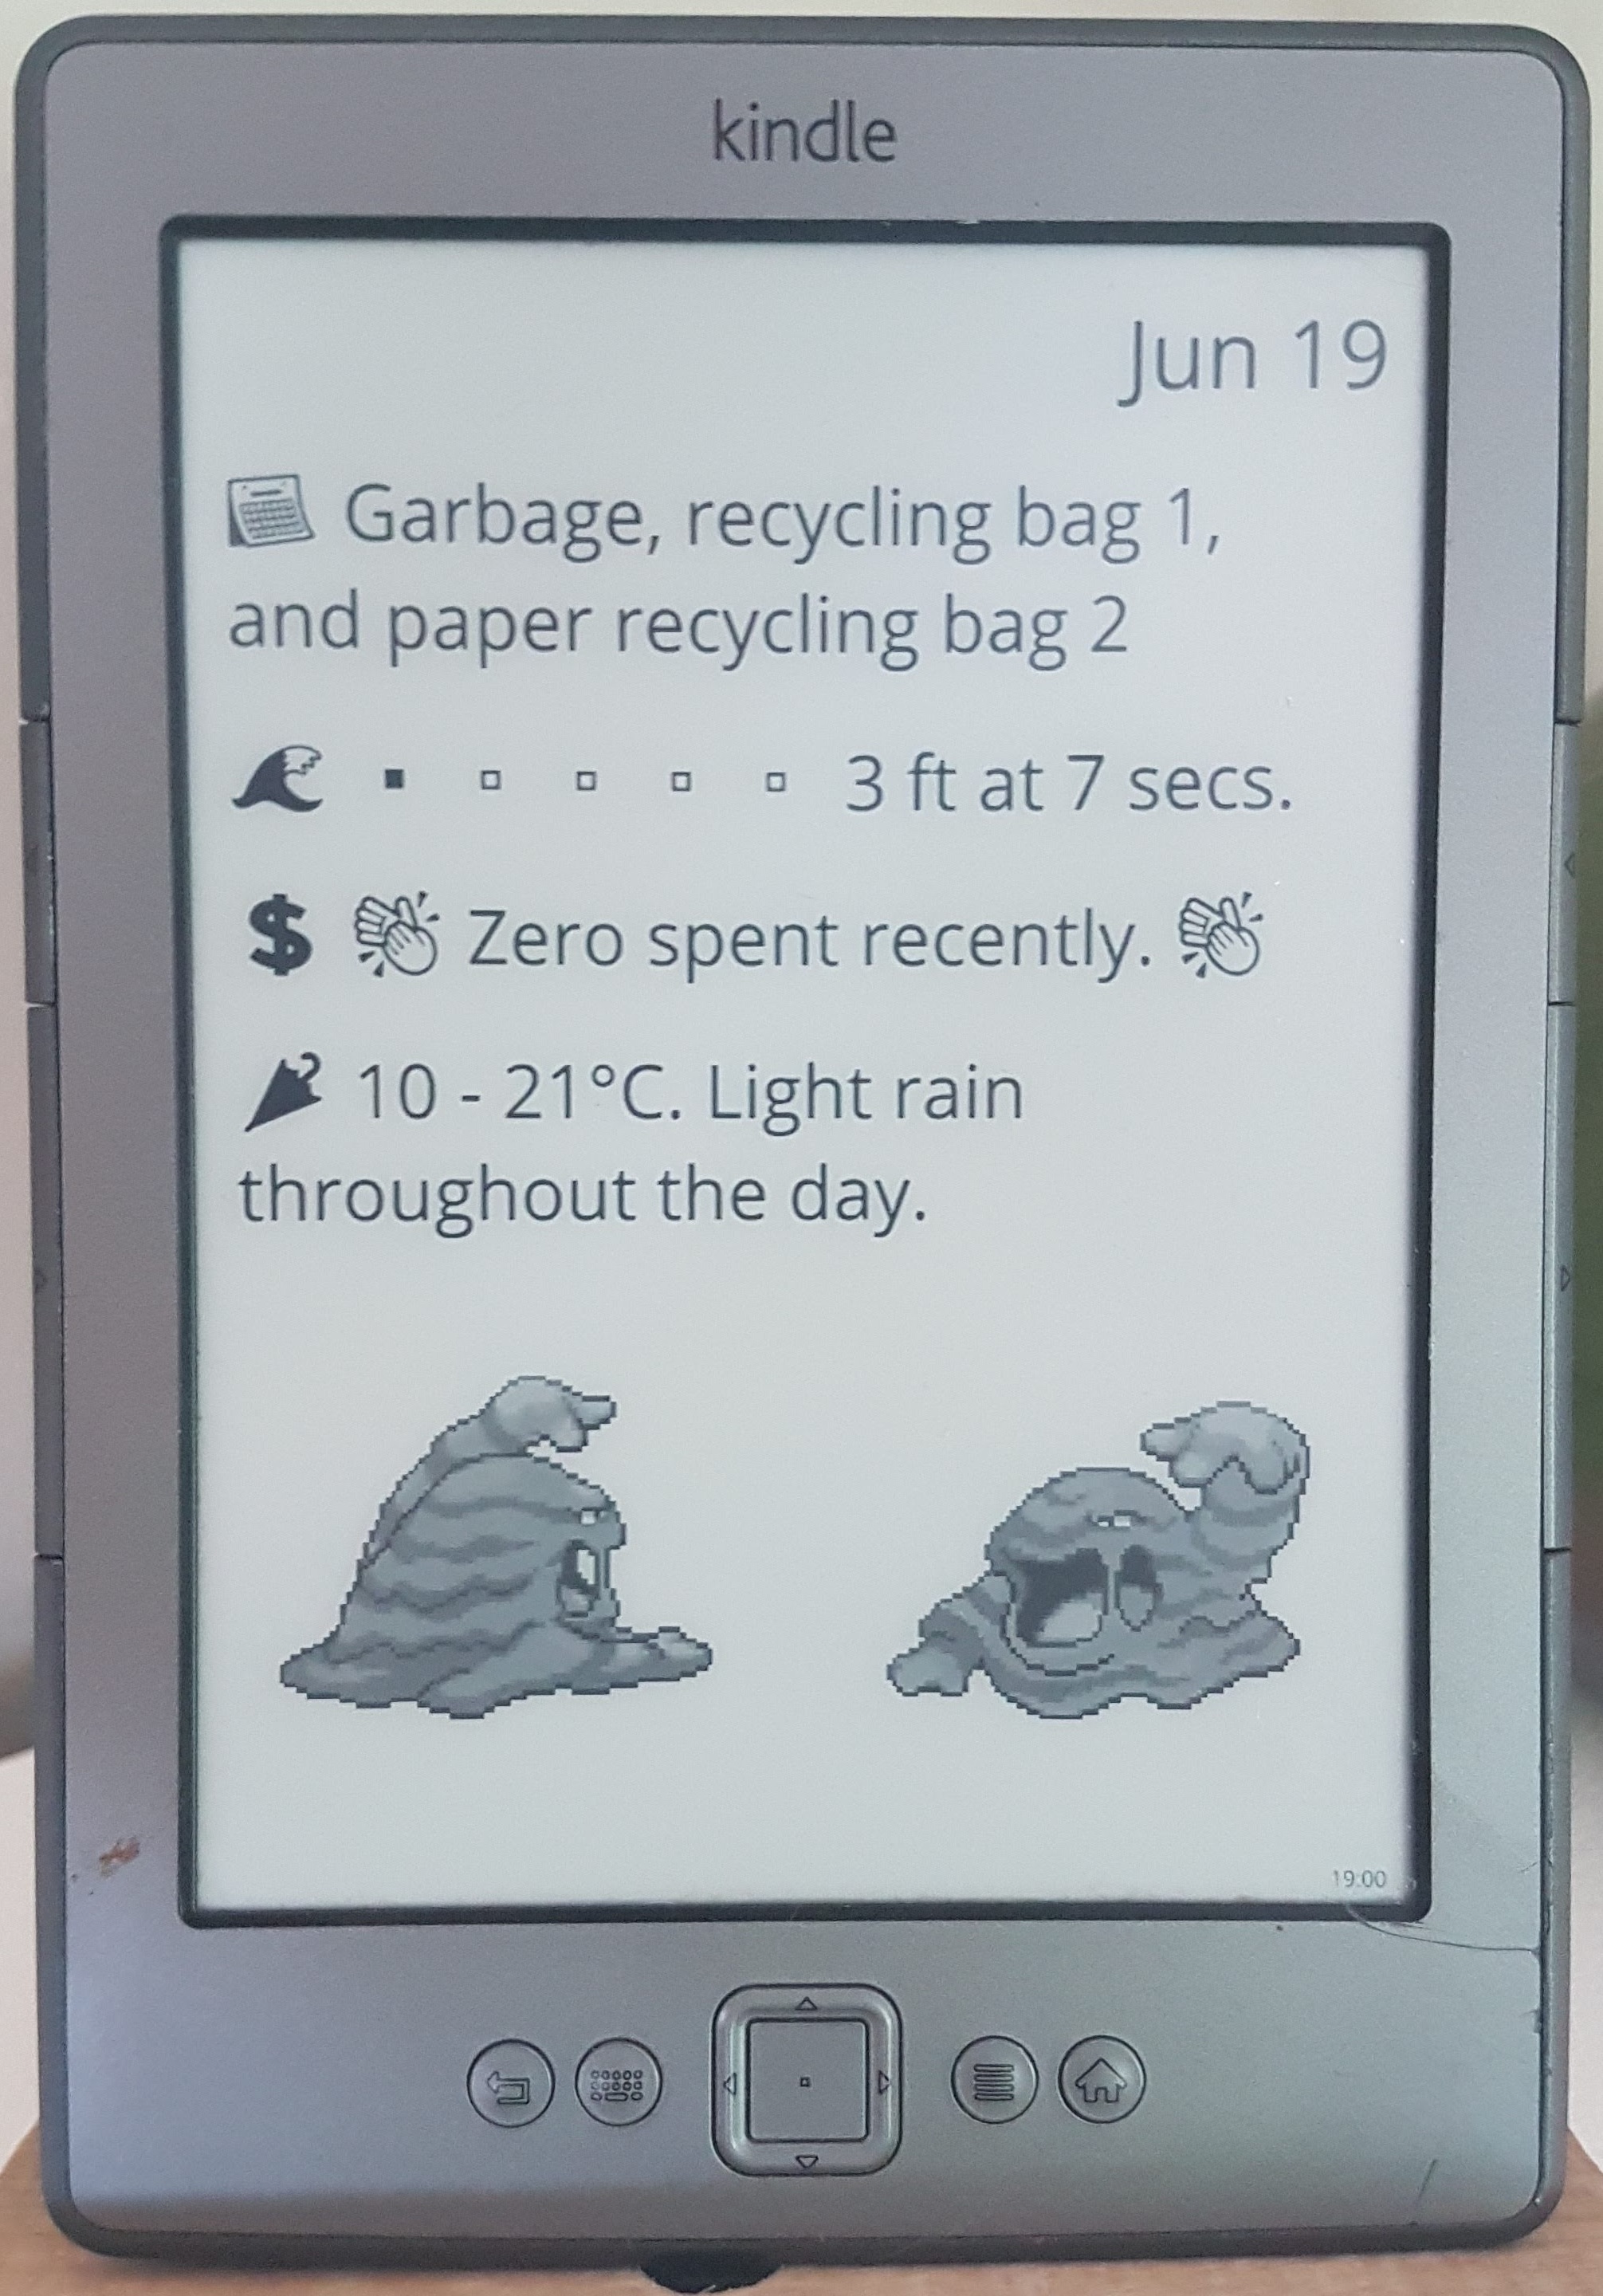 kindle
Jun 19
Garbage, recycling bag 1,
and paper recycling bag 2
3 ft at 7 secs.
$ Zero spent recently.
10 - 21°C. Light rain
throughout the day.
19:00